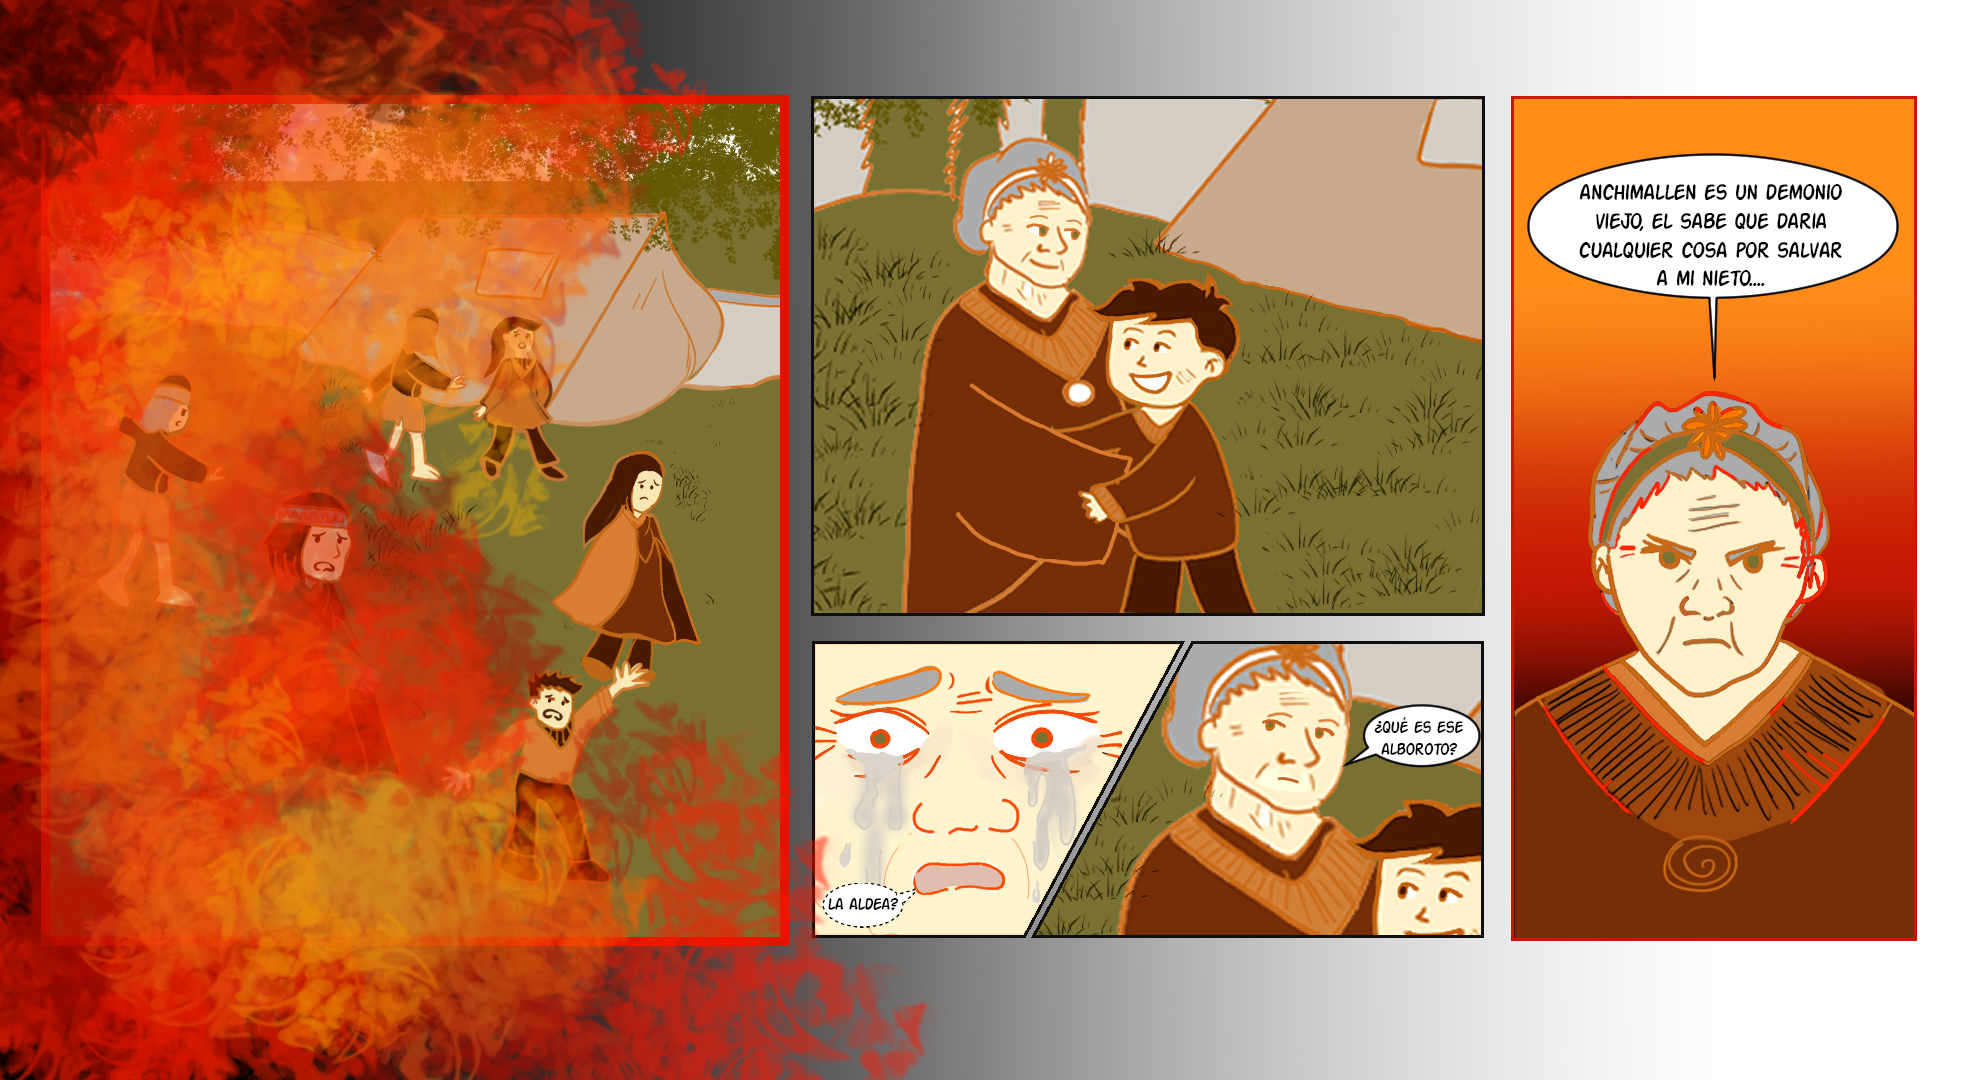 LA ALDEA?
¿QUÉ ES ESE
ALBOROTO?
ANCHIMALLEN ES UN DEMONIO
VIEJO, EL SABE QUE DARIA
CUALQUIER COSA POR SALVAR
A MI NIETO....